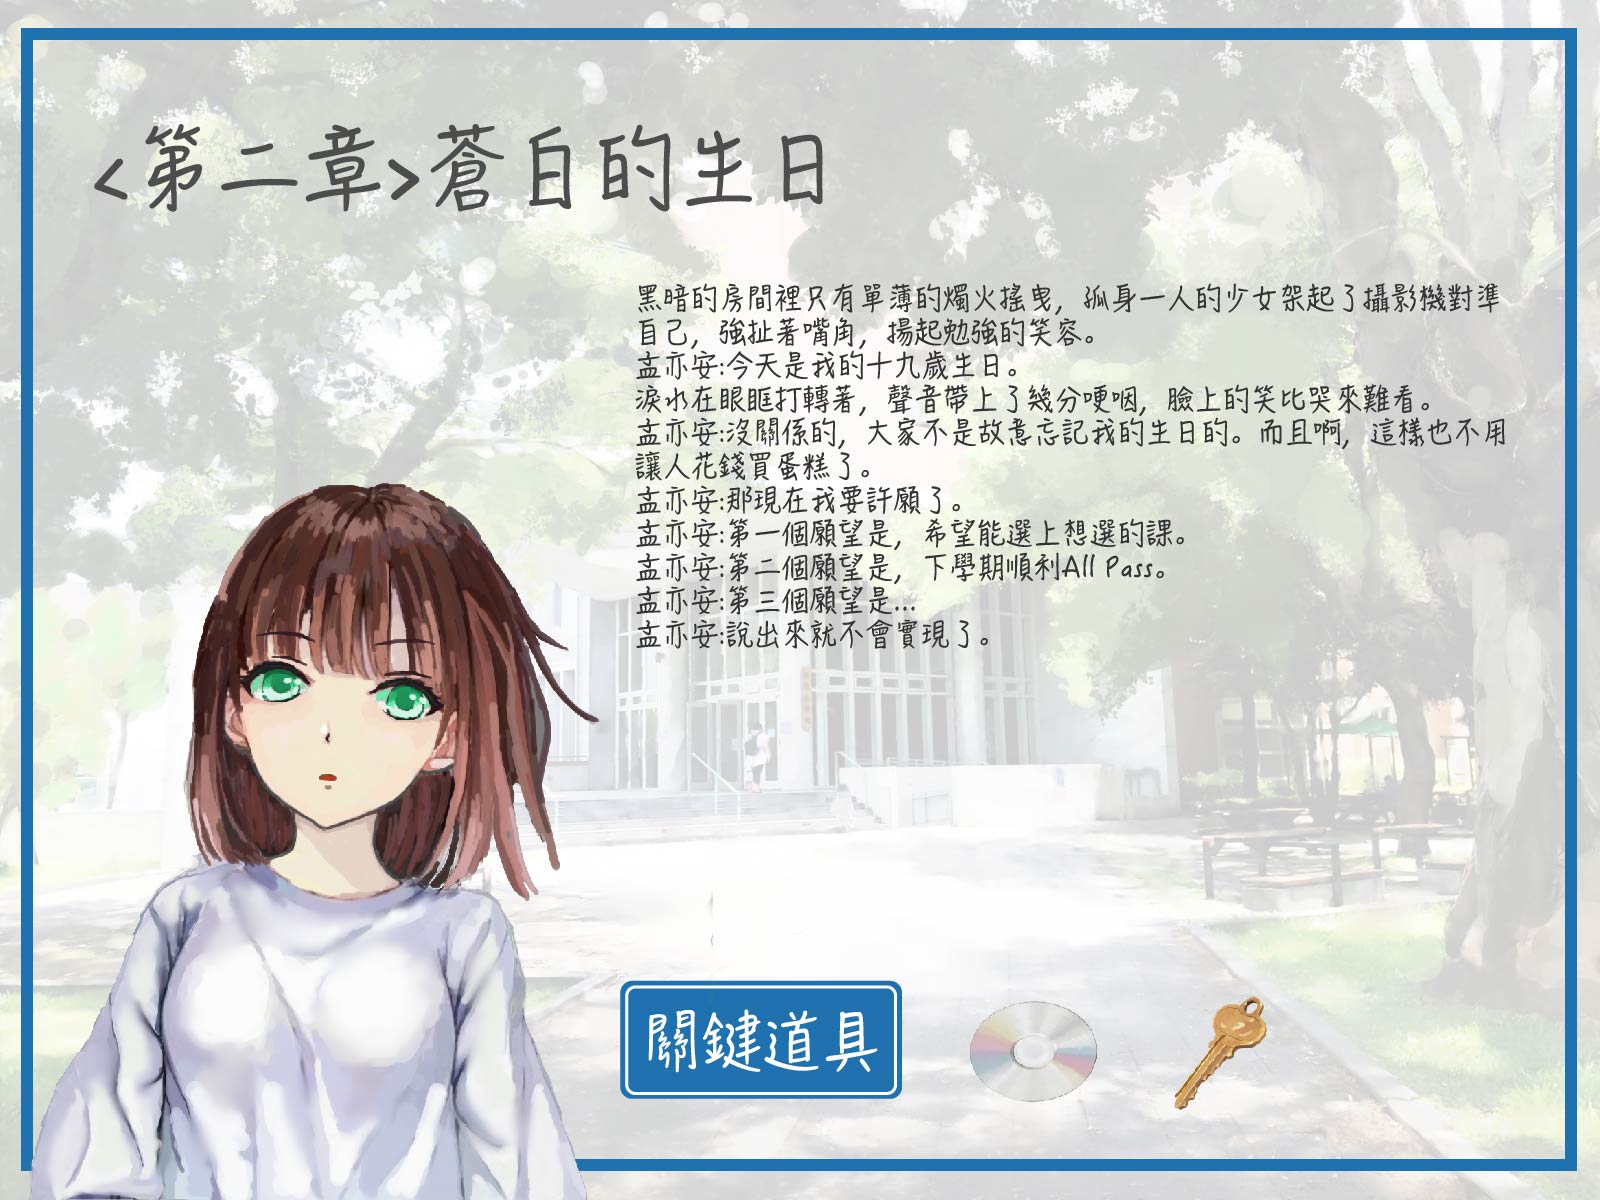 <第二章>蒼白的生日
黑暗的房間裡只有單薄的燭火搖曳，孤身一人的少女架起了攝影機對準
自己，強扯著嘴角，揚起勉強的笑容。
孟亦安:今天是我的十九歲生日。
淚水在眼眶打轉著，聲音帶上了幾分哽咽，臉上的笑比哭來難看。
孟亦安:沒關係的，大家不是故意忘記我的生日的。而且啊，這樣也不用
讓人花錢買蛋糕了。
孟亦安:那現在我要許願了。
孟亦安:第一個願望是，希望能選上想選的課。
孟亦安:第二個願望是，下學期順利All Pass。
孟亦安:第三個願望是...
孟亦安:說出來就不會實現了。
關鍵道具